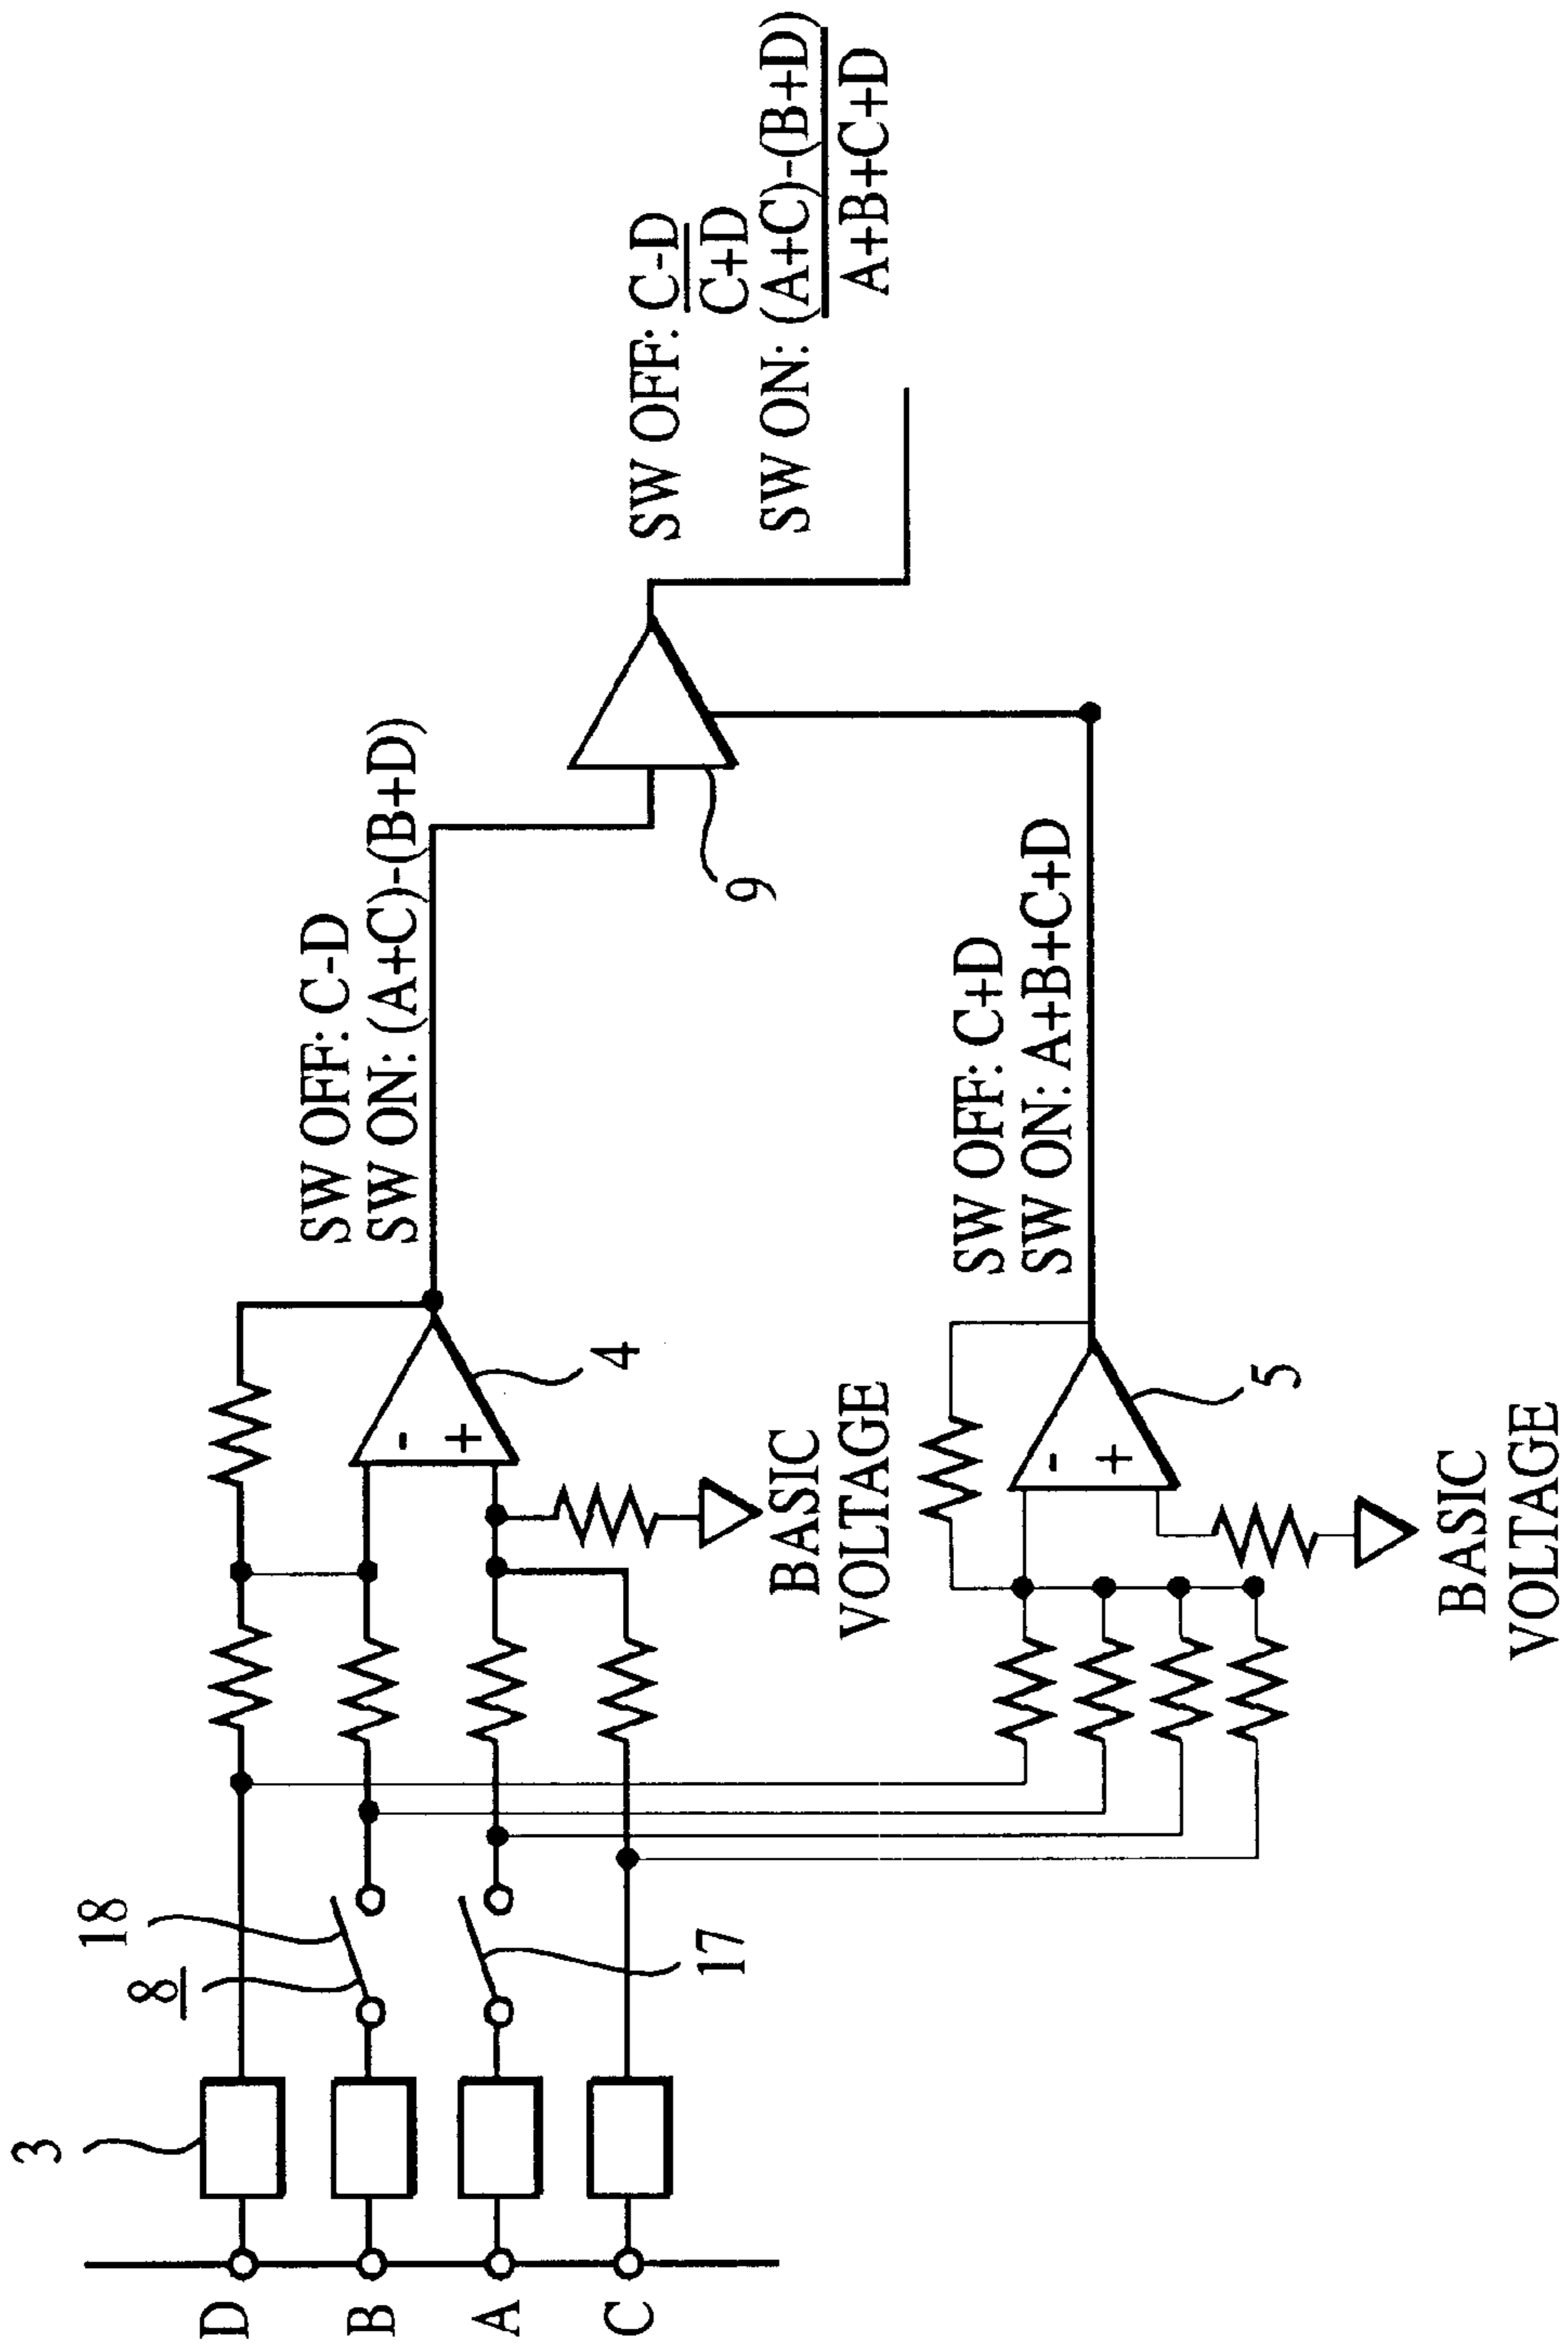 3
8
18
17
D
B
A
C
SW OFF: C-D
SW ON: (A+C)-(B+D)
-
+
4
BASIC
VOLTAGE
9
SW OFF: C-D
C+D
SW ON: (A+C)-(B+D)
A+B+C+D
SW OFF: C+D
SW ON: A+B+C+D
-
+
5
BASIC
VOLTAGE